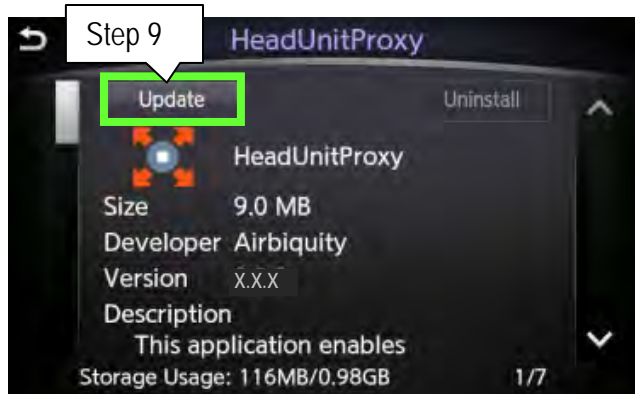 Step 9
HeadUnitProxy
Update Uninstall
HeadUnitProxy
Size 9.0 MB
Developer Airbiquity
Version X.X.X
Description
This application enables
Storage Usage: 116MB/0.98GB 1/7